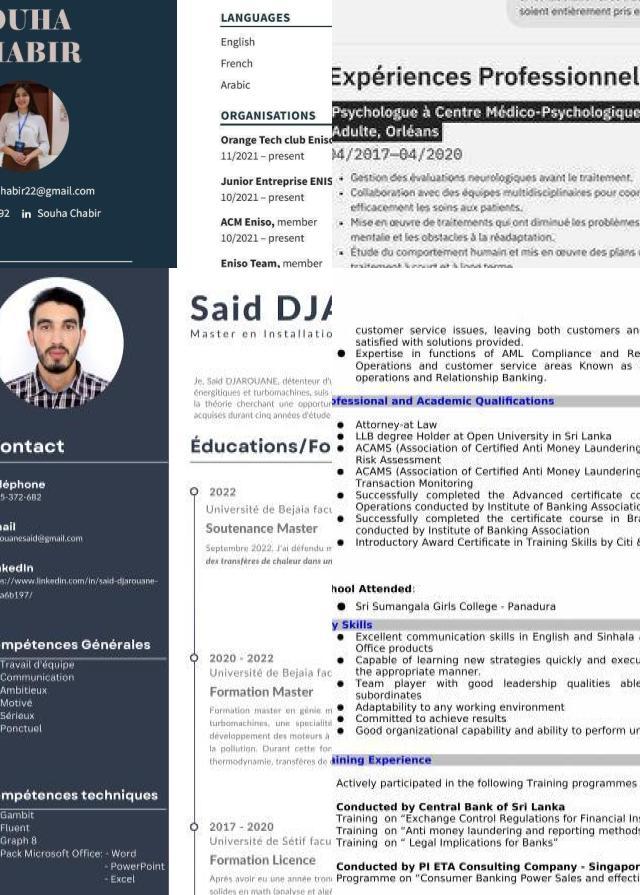 OUHA
HABIR
habir22@gmail.com
92 in Souha Chabir
LANGUAGES
English
French
Arabic
ORGANISATIONS
Orange Tech club Eniso
11/2021 – present
Junior Entreprise ENIS
10/2021 – present
ACM Eniso, member
10/2021 – present
Eniso Team, member
soient entièrement pris e
Expériences Professionnel
Psychologue à Centre Médico-Psychologique
Adulte, Orléans
04/2017—04/2020
• Gestion des évaluations neurologiques avant le traitement.
• Collaboration avec des équipes multidisciplinaires pour coor
efficacement les soins aux patients.
• Mise en œuvre de traitements qui ont diminué les problèmes
mentale et les obstacles à la réadaptation.
• Étude du comportement humain et mis en œuvre des plans d
traitement à court et à long terme.
ontact
léphone
5-372-682
mail
ouanesaid@gmail.com
nkedIn
s://www.linkedin.com/in/said-djarouane-
a6b197/
ompétences Générales
Travail d'équipe
Communication
Ambitieux
Motivé
Sérieux
Ponctuel
ompétences techniques
Gambit
Fluent
Graph 8
Pack Microsoft Office: - Word
- PowerPoint
- Excel
Said DJA
Master en Installatio
Je, Said DJAROUANE, détenteur d'u
énergitiques et turbomachines, suis
la théorie cherchant une opportu
acquises durant cinq années d'étude
Éducations/Fo
2022
Université de Bejaia facu
Soutenance Master
Septembre 2022, J'ai défendu m
des transferes de chaleur dans un
2020 - 2022
Université de Bejaia fac
Formation Master
Formation master en génie m
turbomachines, une specialité
développement des moteurs à
la pollution. Durant cette for
thermodynamie, transfères de
2017 - 2020
Université de Sétif facu
Formation Licence
Après avoir eu une année tron
solides en math (analyse et alg
customer service issues, leaving both customers an
satisfied with solutions provided.
● Expertise in functions of AML Compliance and Re
Operations and customer service areas Known as
operations and Relationship Banking.
ofessional and Academic Qualifications
● Attorney-at Law
● LLB degree Holder at Open University in Sri Lanka
● ACAMS (Association of Certified Anti Money Laundering
Risk Assessment
● ACAMS (Association of Certified Anti Money Laundering
Transaction Monitoring
● Successfully completed the Advanced certificate co
Operations conducted by Institute of Banking Associatio
● Successfully completed the certificate course in Bra
conducted by Institute of Banking Association
● Introductory Award Certificate in Training Skills by Citi &
hool Attended:
● Sri Sumangala Girls College - Panadura
y Skills
● Excellent communication skills in English and Sinhala a
Office products
● Capable of learning new strategies quickly and execu
the appropriate manner.
● Team player with good leadership qualities able
subordinates
● Adaptability to any working environment
● Committed to achieve results
● Good organizational capability and ability to perform un
aining Experience
Actively participated in the following Training programmes
Conducted by Central Bank of Sri Lanka
Training on "Exchange Control Regulations for Financial Ins
Training on "Anti money laundering and reporting methods
Training on " Legal Implications for Banks"
Conducted by PI ETA Consulting Company - Singapor
Programme on "Consumer Banking Power Sales and effecti